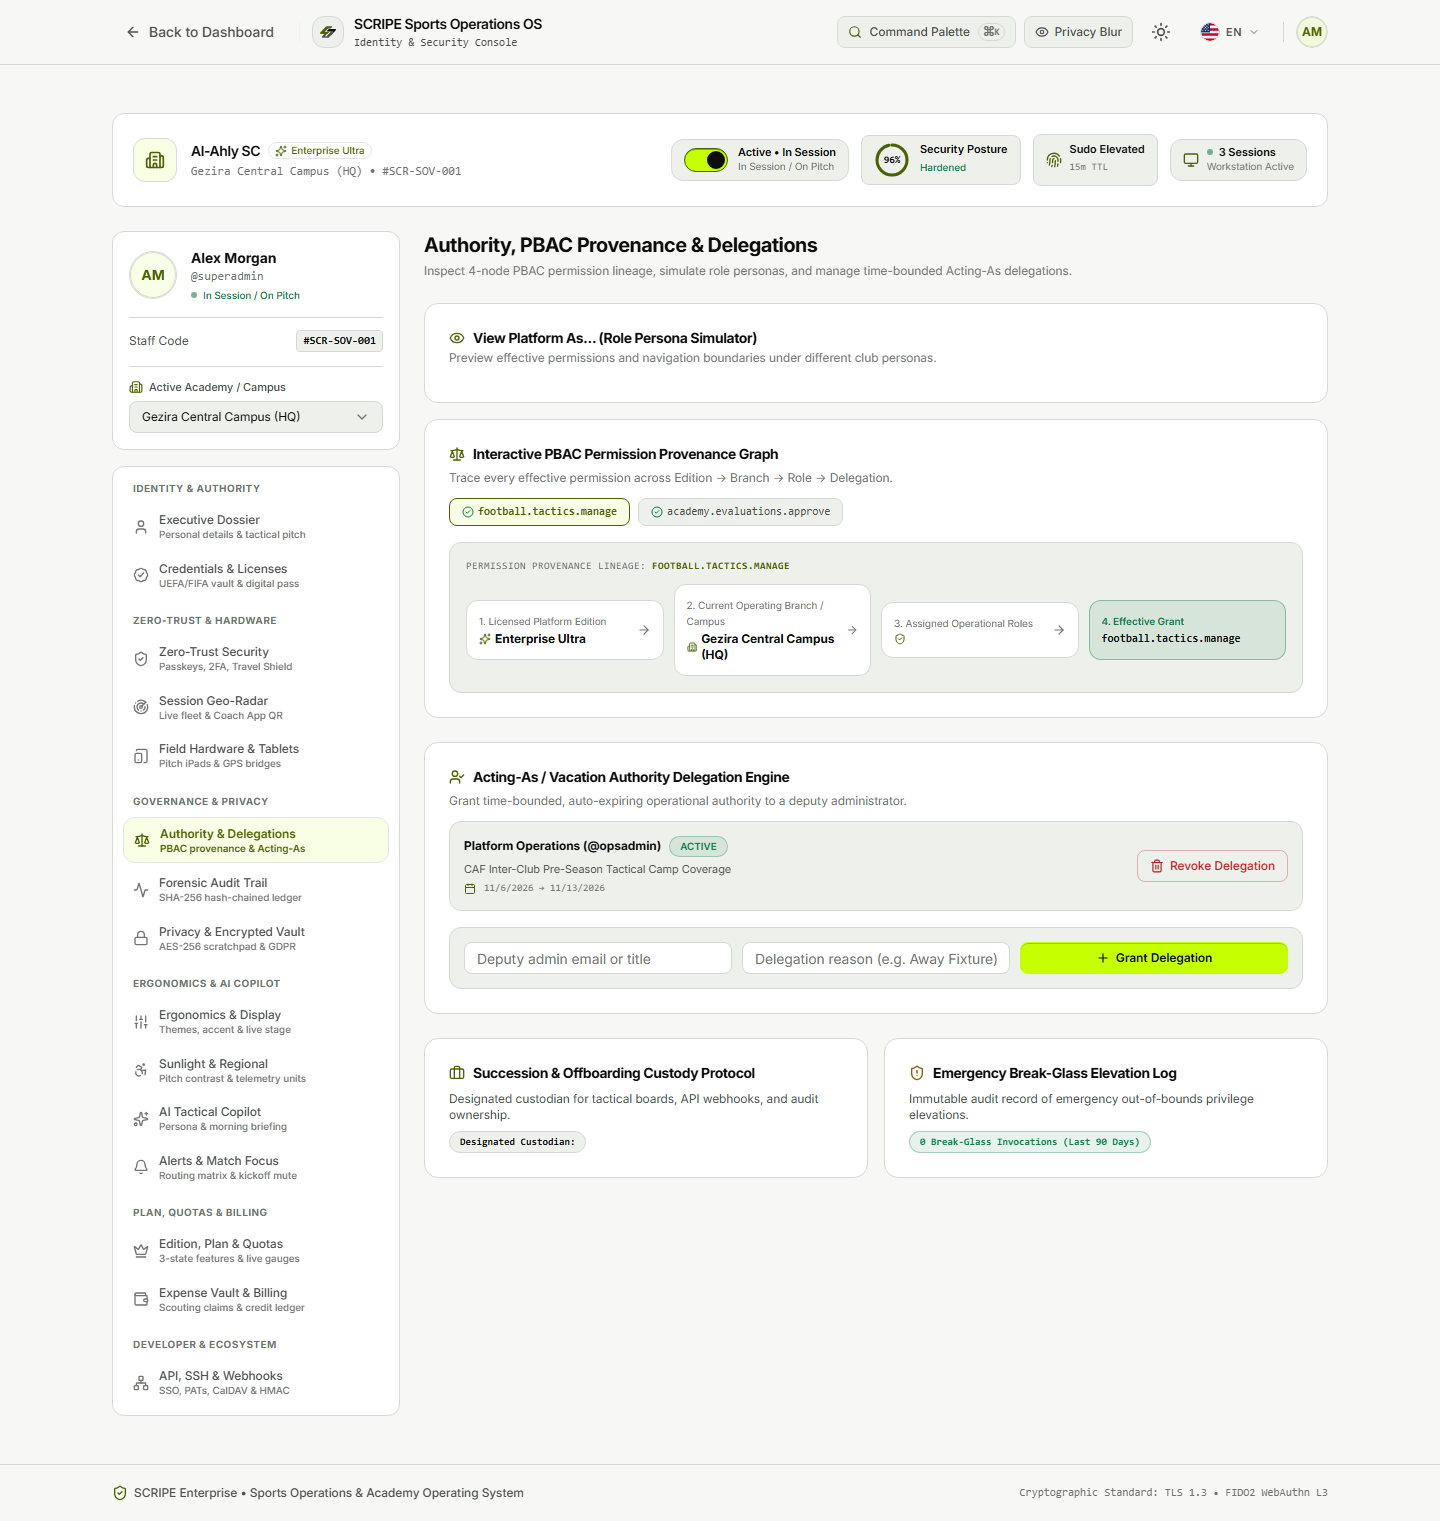 Back to Dashboard
SCRIPE Sports Operations OS
Identity & Security Console
Command Palette ⌘K
Privacy Blur
EN
AM
Al-Ahly SC
Enterprise Ultra
Gezira Central Campus (HQ) • #SCR-SOV-001
Active • In Session
In Session / On Pitch
96%
Security Posture
Hardened
Sudo Elevated
15m TTL
3 Sessions
Workstation Active
AM
Alex Morgan
@superadmin
In Session / On Pitch
Staff Code
#SCR-SOV-001
Active Academy / Campus
Gezira Central Campus (HQ)
IDENTITY & AUTHORITY
Executive Dossier
Personal details & tactical pitch
Credentials & Licenses
UEFA/FIFA vault & digital pass
ZERO-TRUST & HARDWARE
Zero-Trust Security
Passkeys, 2FA, Travel Shield
Session Geo-Radar
Live fleet & Coach App QR
Field Hardware & Tablets
Pitch iPads & GPS bridges
GOVERNANCE & PRIVACY
Authority & Delegations
PBAC provenance & Acting-As
Forensic Audit Trail
SHA-256 hash-chained ledger
Privacy & Encrypted Vault
AES-256 scratchpad & GDPR
ERGONOMICS & AI COPILOT
Ergonomics & Display
Themes, accent & live stage
Sunlight & Regional
Pitch contrast & telemetry units
AI Tactical Copilot
Persona & morning briefing
Alerts & Match Focus
Routing matrix & kickoff mute
PLAN, QUOTAS & BILLING
Edition, Plan & Quotas
3-state features & live gauges
Expense Vault & Billing
Scouting claims & credit ledger
DEVELOPER & ECOSYSTEM
API, SSH & Webhooks
SSO, PATs, CalDAV & HMAC
Authority, PBAC Provenance & Delegations
Inspect 4-node PBAC permission lineage, simulate role personas, and manage time-bounded Acting-As delegations.
View Platform As... (Role Persona Simulator)
Preview effective permissions and navigation boundaries under different club personas.
Interactive PBAC Permission Provenance Graph
Trace every effective permission across Edition → Branch → Role → Delegation.
football.tactics.manage
academy.evaluations.approve
PERMISSION PROVENANCE LINEAGE: FOOTBALL.TACTICS.MANAGE
1. Licensed Platform Edition
Enterprise Ultra
2. Current Operating Branch /
Campus
Gezira Central Campus
(HQ)
3. Assigned Operational Roles
4. Effective Grant
football.tactics.manage
Acting-As / Vacation Authority Delegation Engine
Grant time-bounded, auto-expiring operational authority to a deputy administrator.
Platform Operations (@opsadmin)
ACTIVE
CAF Inter-Club Pre-Season Tactical Camp Coverage
11/6/2026 → 11/13/2026
Revoke Delegation
Deputy admin email or title
Delegation reason (e.g. Away Fixture)
Grant Delegation
Succession & Offboarding Custody Protocol
Designated custodian for tactical boards, API webhooks, and audit
ownership.
Designated Custodian:
Emergency Break-Glass Elevation Log
Immutable audit record of emergency out-of-bounds privilege
elevations.
0 Break-Glass Invocations (Last 90 Days)
SCRIPE Enterprise • Sports Operations & Academy Operating System
Cryptographic Standard: TLS 1.3 • FIDO2 WebAuthn L3